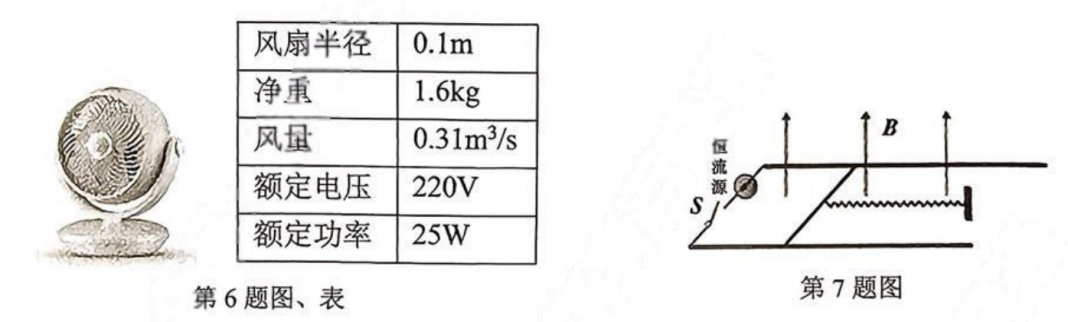 风扇半径 0.1m
净重 1.6kg
风量 0.31m³/s
额定电压 220V
额定功率 25W
第6题图、表
恒流源
S
B
第7题图